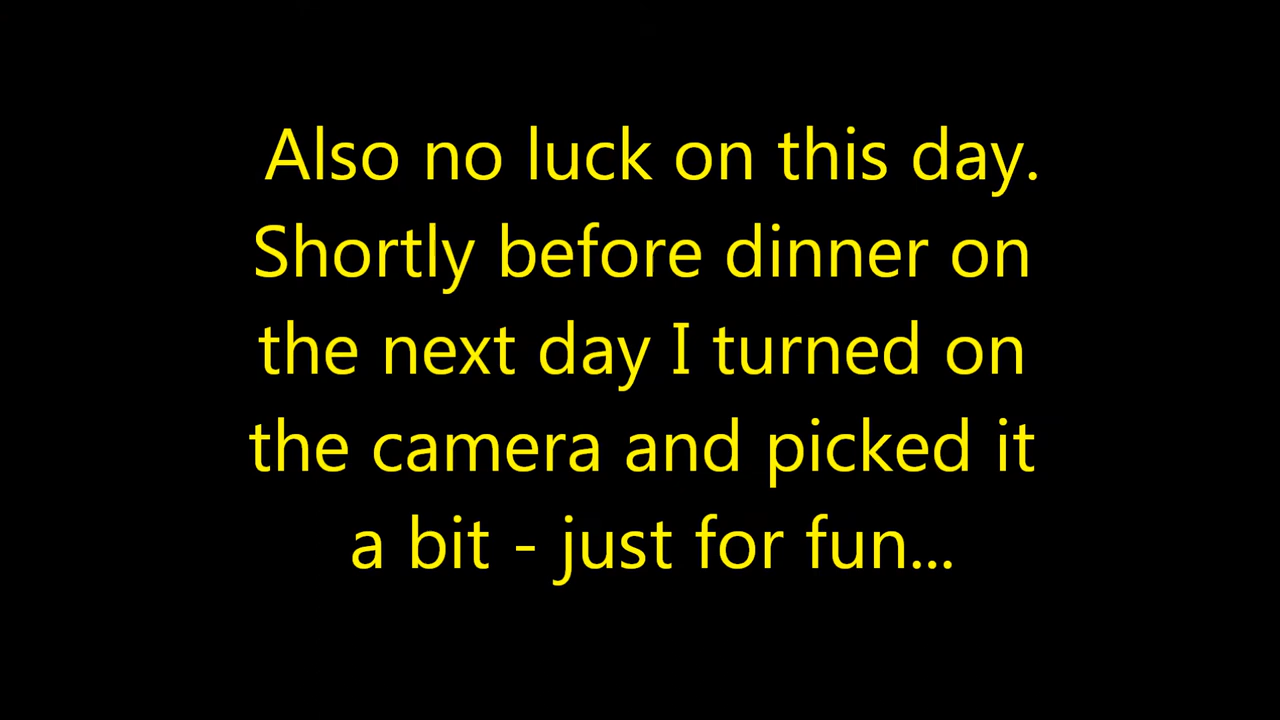 Also no luck on this day.
Shortly before dinner on
the next day I turned on
the camera and picked it
a bit - just for fun...